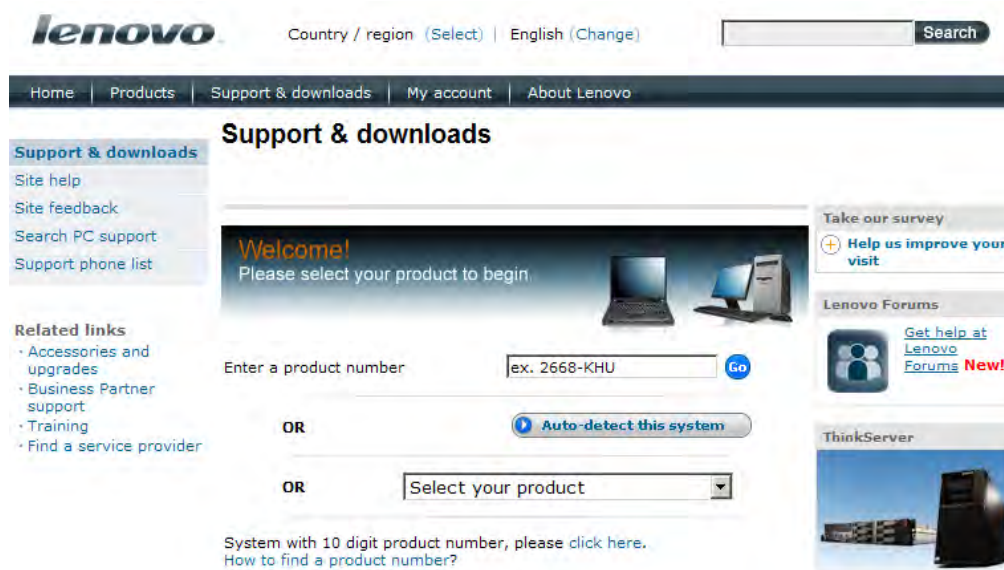 lenovo
Country / region (Select) | English (Change)
Search
Home | Products | Support & downloads | My account | About Lenovo
Support & downloads
Support & downloads
Site help
Site feedback
Search PC support
Support phone list
Related links
· Accessories and
upgrades
· Business Partner
support
· Training
· Find a service provider
Welcome!
Please select your product to begin
Enter a product number
ex. 2668-KHU
Go
OR
Auto-detect this system
OR
Select your product
System with 10 digit product number, please click here.
How to find a product number?
Take our survey
Help us improve your
visit
Lenovo Forums
Get help at
Lenovo
Forums New!
ThinkServer